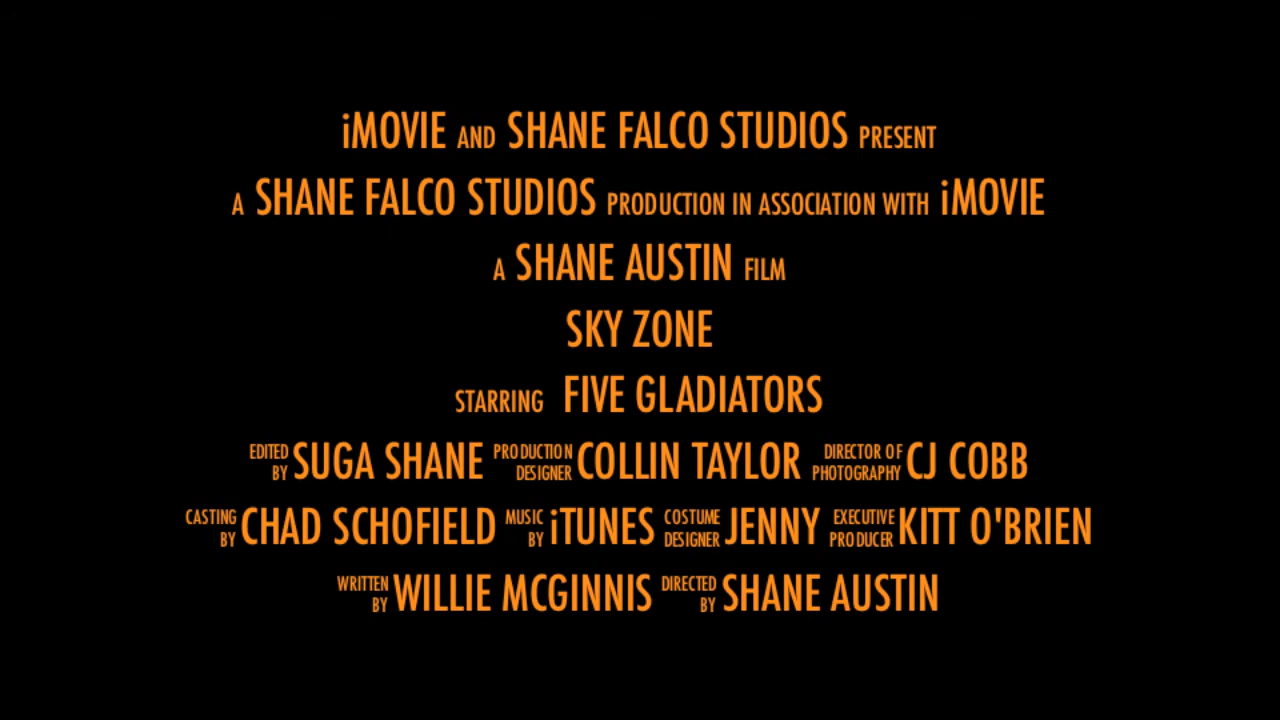 iMOVIE AND SHANE FALCO STUDIOS PRESENT
A SHANE FALCO STUDIOS PRODUCTION IN ASSOCIATION WITH iMOVIE
A SHANE AUSTIN FILM
SKY ZONE
STARRING FIVE GLADIATORS
EDITED BY SUGA SHANE PRODUCTION DESIGNER COLLIN TAYLOR DIRECTOR OF PHOTOGRAPHY CJ COBB
CASTING BY CHAD SCHOFIELD MUSIC BY iTUNES COSTUME DESIGNER JENNY EXECUTIVE PRODUCER KITT O'BRIEN
WRITTEN BY WILLIE MCGINNIS DIRECTED BY SHANE AUSTIN